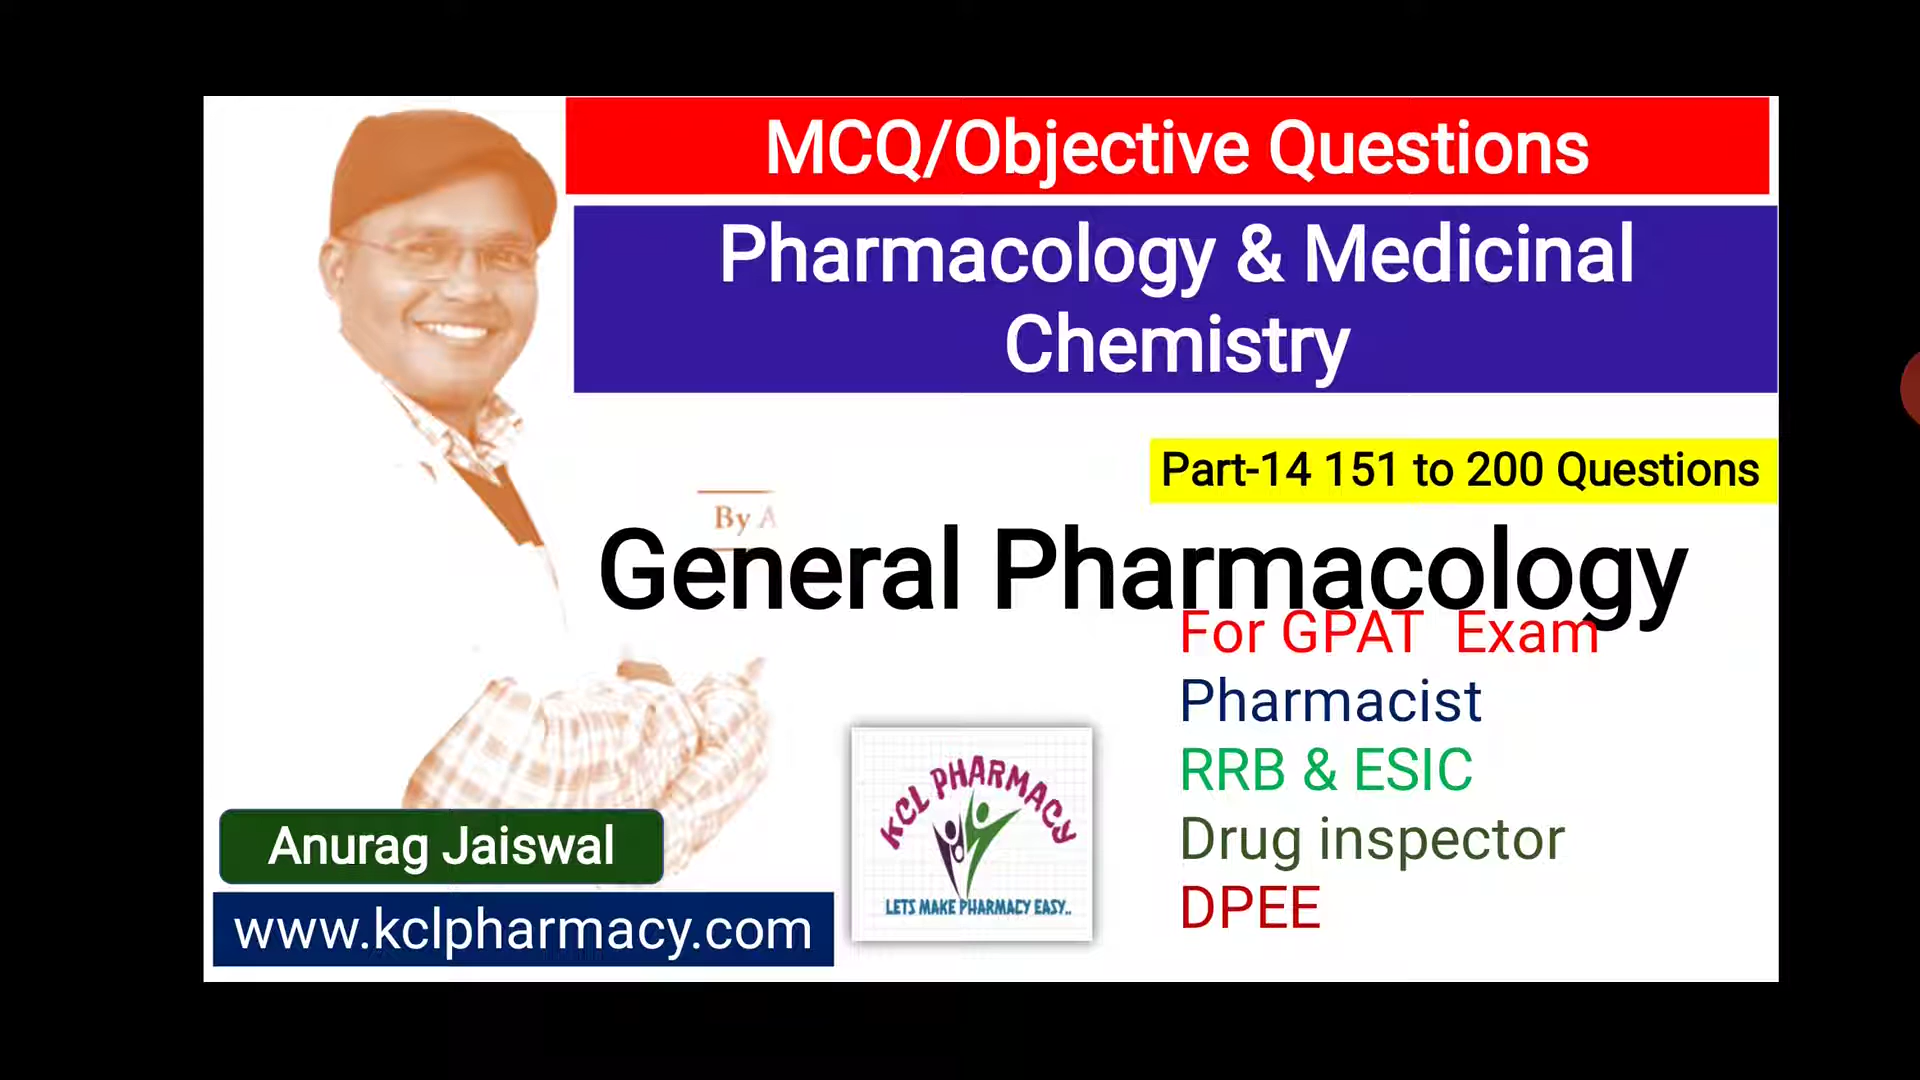 MCQ/Objective Questions
Pharmacology & Medicinal
Chemistry
Part-14 151 to 200 Questions
By A
General Pharmacology
For GPAT Exam
Pharmacist
RRB & ESIC
Drug inspector
DPEE
KCL PHARMACY
LETS MAKE PHARMACY EASY..
Anurag Jaiswal
www.kclpharmacy.com